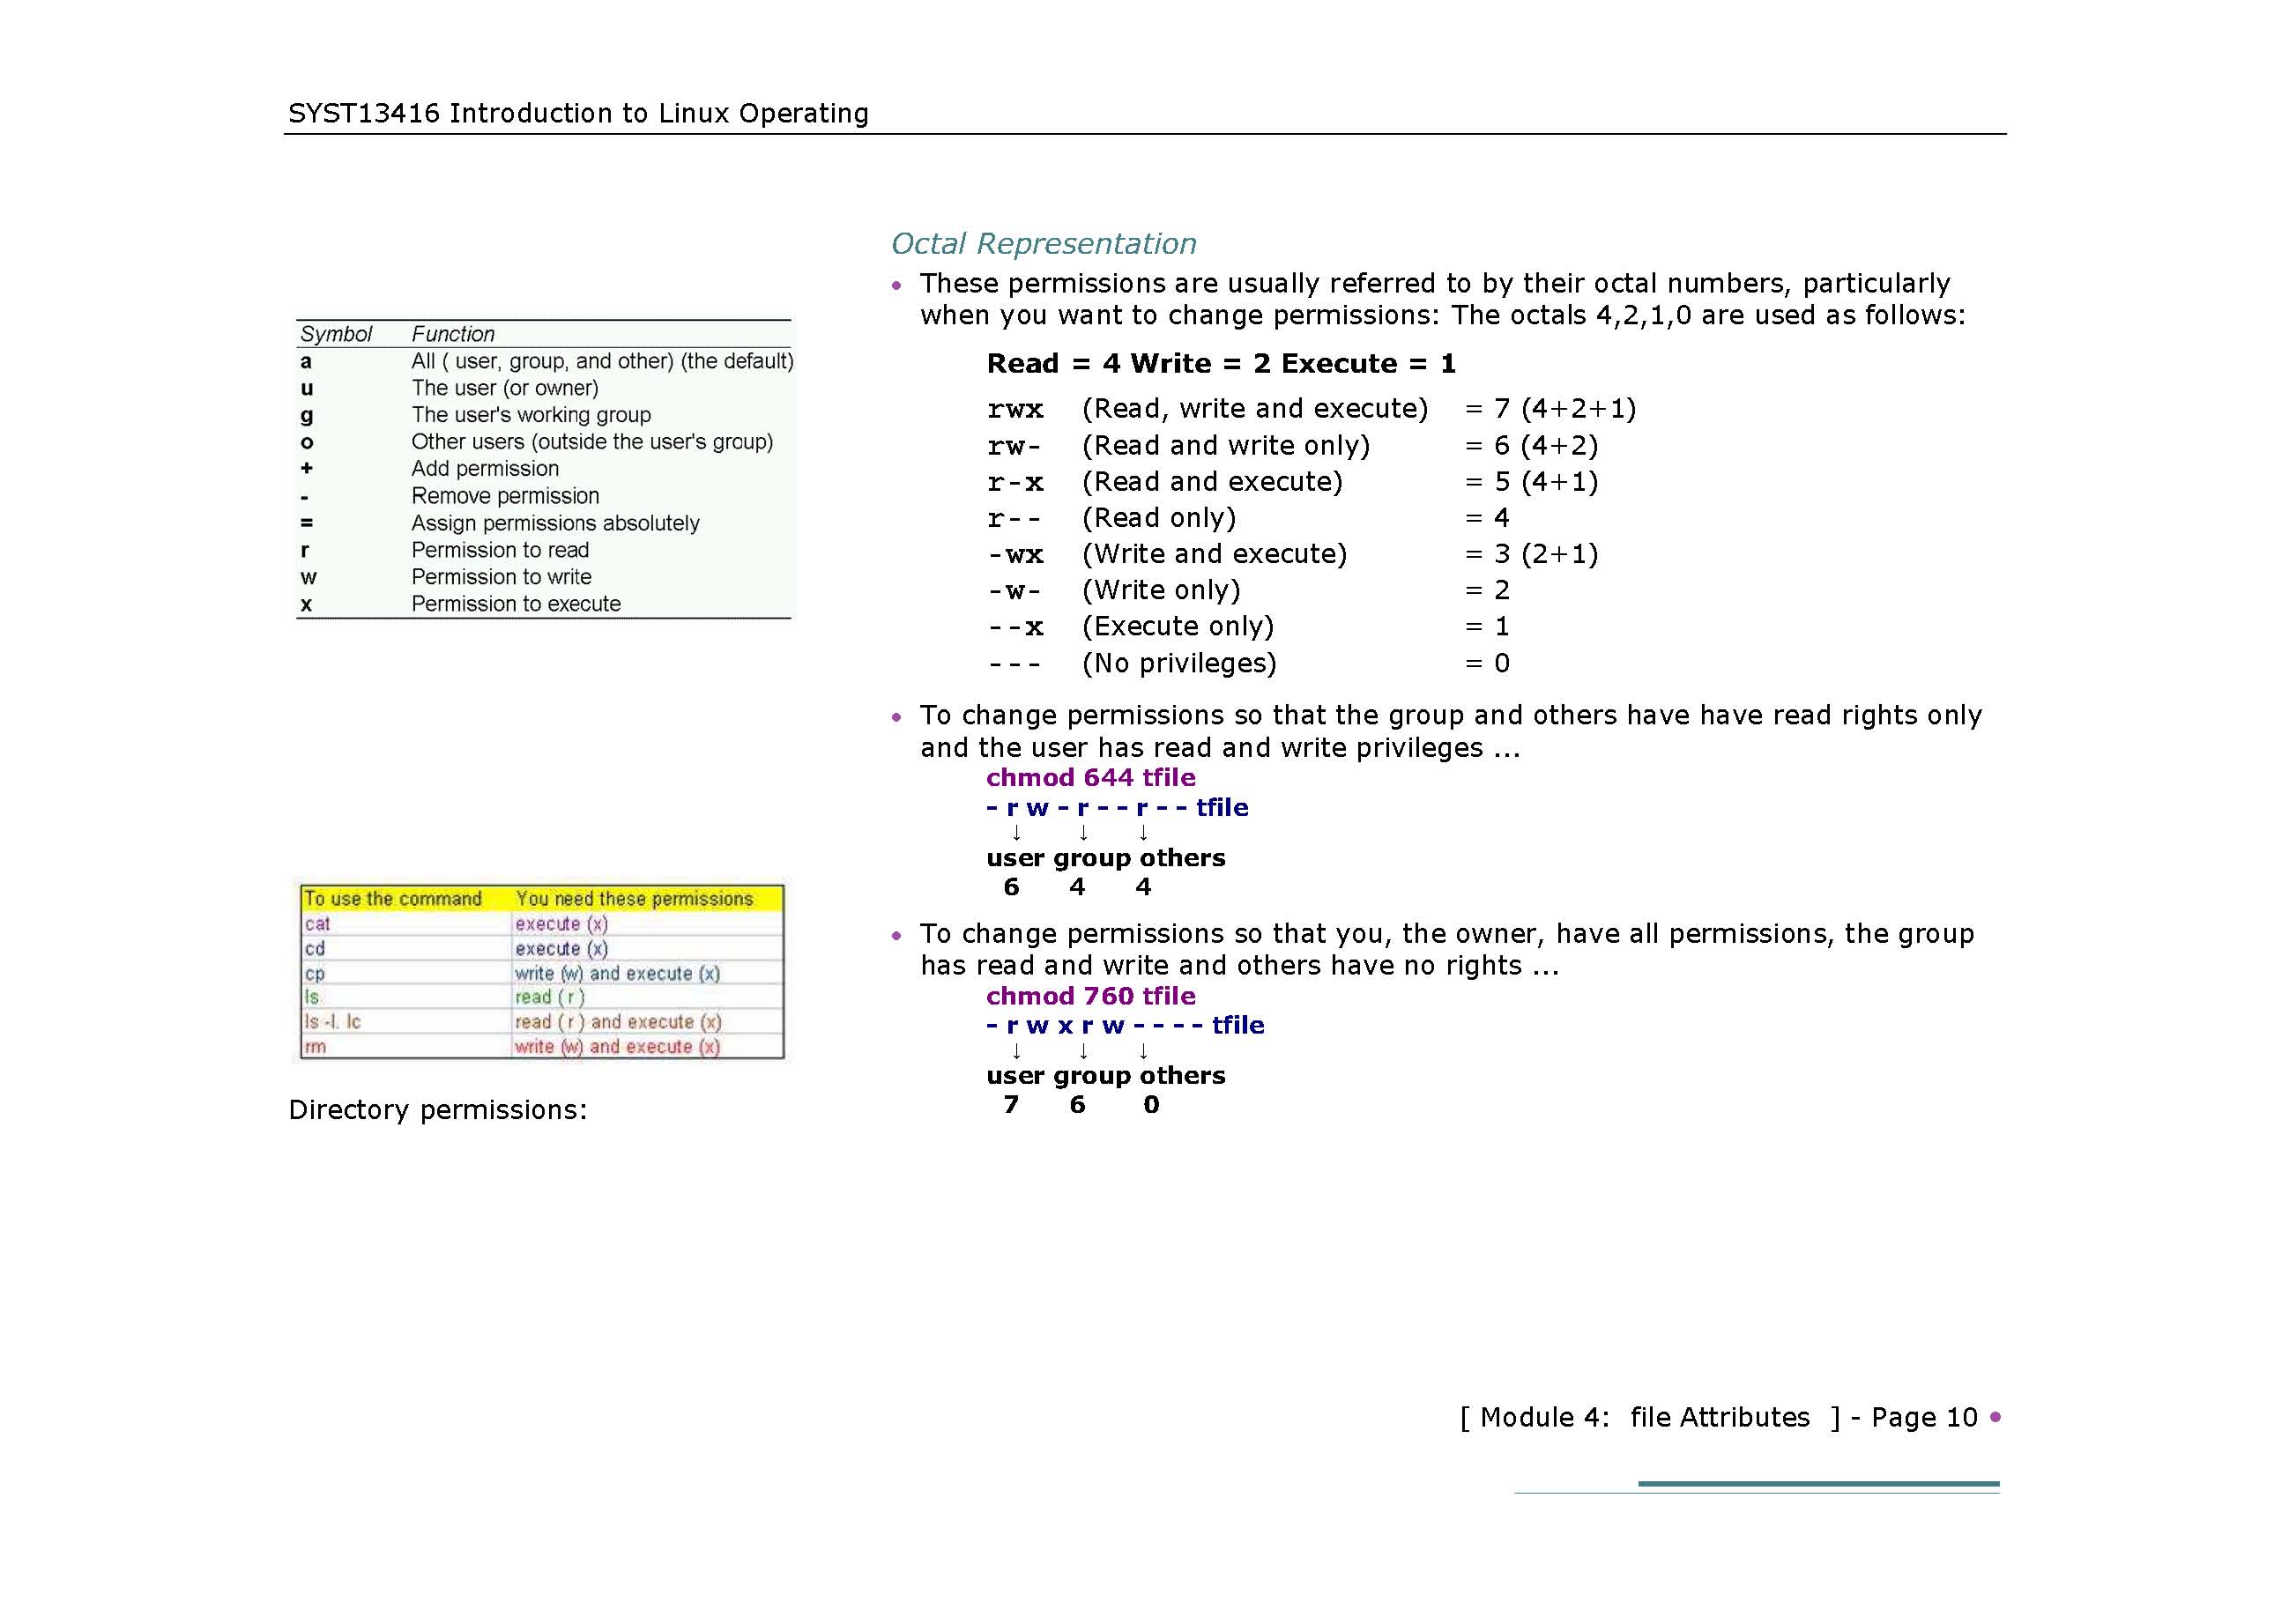 SYST13416 Introduction to Linux Operating
Symbol Function
a All ( user, group, and other) (the default)
u The user (or owner)
g The user's working group
o Other users (outside the user's group)
+ Add permission
- Remove permission
= Assign permissions absolutely
r Permission to read
w Permission to write
x Permission to execute
To use the command You need these permissions
cat execute (x)
cd execute (x)
cp write (w) and execute (x)
ls read ( r )
ls -l. lc read ( r ) and execute (x)
rm write (w) and execute (x)
Directory permissions:
Octal Representation
• These permissions are usually referred to by their octal numbers, particularly
when you want to change permissions: The octals 4,2,1,0 are used as follows:
Read = 4 Write = 2 Execute = 1
rwx (Read, write and execute) = 7 (4+2+1)
rw- (Read and write only) = 6 (4+2)
r-x (Read and execute) = 5 (4+1)
r-- (Read only) = 4
-wx (Write and execute) = 3 (2+1)
-w- (Write only) = 2
--x (Execute only) = 1
--- (No privileges) = 0
• To change permissions so that the group and others have have read rights only
and the user has read and write privileges ...
chmod 644 tfile
- r w - r - - r - - tfile
↓ ↓ ↓
user group others
6 4 4
• To change permissions so that you, the owner, have all permissions, the group
has read and write and others have no rights ...
chmod 760 tfile
- r w x r w - - - - tfile
↓ ↓ ↓
user group others
7 6 0
[ Module 4: file Attributes ] - Page 10 •